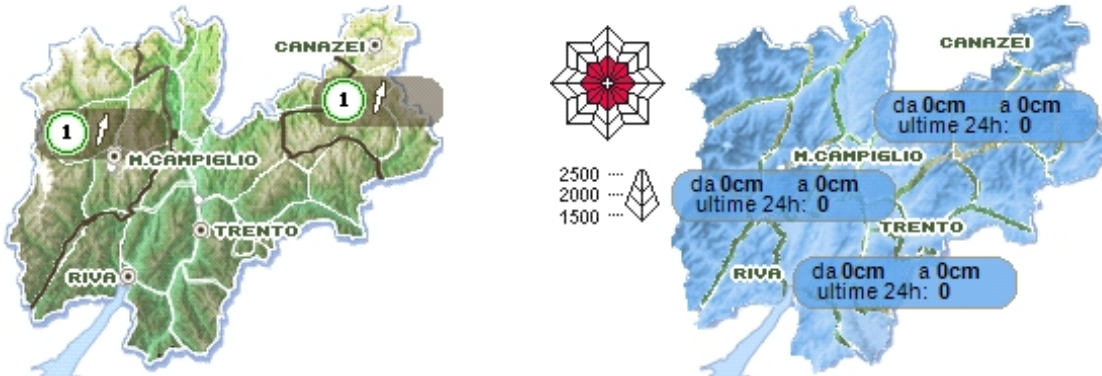 CANAZEI
1
1
M.CAMPIGLIO
TRENTO
RIVA
2500
2000
1500
CANAZEI
da 0cm a 0cm
ultime 24h: 0
M.CAMPIGLIO
da 0cm a 0cm
ultime 24h: 0
TRENTO
RIVA
da 0cm a 0cm
ultime 24h: 0